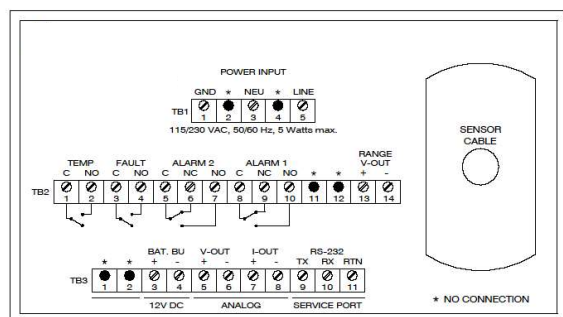 POWER INPUT
GND * NEU * LINE
TB1 1 2 3 4 5
115/230 VAC, 50/60 Hz, 5 Watts max.
SENSOR
CABLE
TEMP FAULT ALARM 2 ALARM 1 RANGE
V-OUT
C NO C NO C NC NO C NC NO * * + -
TB2 1 2 3 4 5 6 7 8 9 10 11 12 13 14
BAT. BU V-OUT I-OUT RS-232
* * + - + - + - TX RX RTN
TB3 1 2 3 4 5 6 7 8 9 10 11
12V DC ANALOG SERVICE PORT
* NO CONNECTION